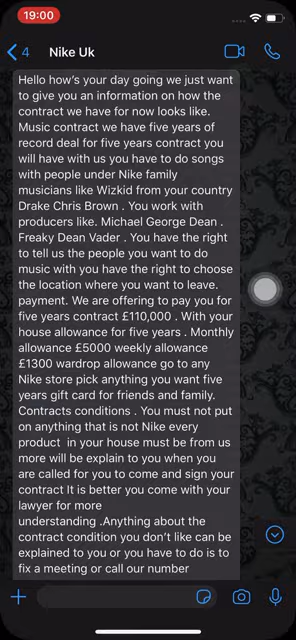 19:00
4
Nike Uk
Hello how's your day going we just want
to give you an information on how the
contract we have for now looks like.
Music contract we have five years of
record deal for five years contract you
will have with us you have to do songs
with people under Nike family
musicians like Wizkid from your country
Drake Chris Brown . You work with
producers like. Michael George Dean .
Freaky Dean Vader . You have the right
to tell us the people you want to do
music with you have the right to choose
the location where you want to leave.
payment. We are offering to pay you for
five years contract £110,000 . With your
house allowance for five years . Monthly
allowance £5000 weekly allowance
£1300 wardrop allowance go to any
Nike store pick anything you want five
years gift card for friends and family.
Contracts conditions . You must not put
on anything that is not Nike every
product  in your house must be from us
more will be explain to you when you
are called for you to come and sign your
contract It is better you come with your
lawyer for more
understanding .Anything about the
contract condition you don't like can be
explained to you or you have to do is to
fix a meeting or call our number